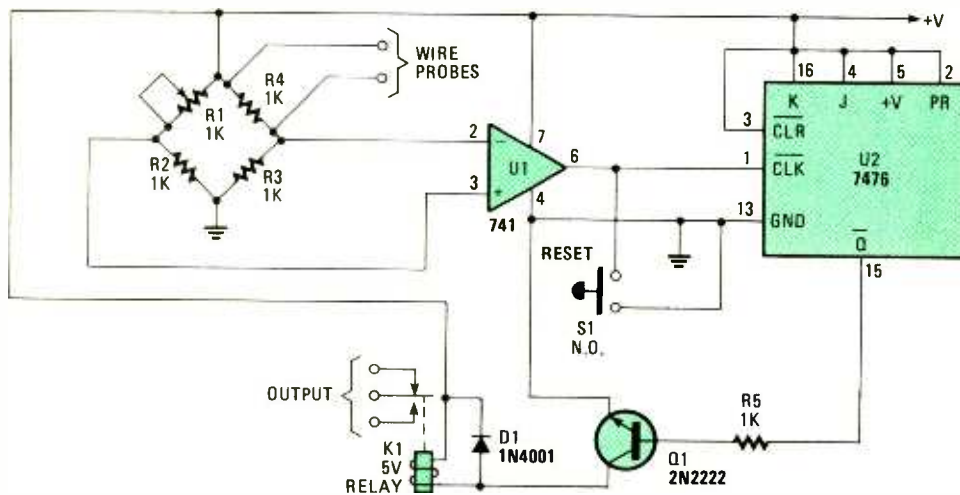 +V
WIRE
PROBES
R1
1K
R4
1K
R2
1K
R3
1K
2
3
−
+
7
6
4
U1
741
16
4
5
2
K
J
+V
PR
3
CLR
1
CLK
13
GND
U2
7476
Q
15
RESET
S1
N.O.
OUTPUT
K1
5V
RELAY
D1
1N4001
Q1
2N2222
R5
1K